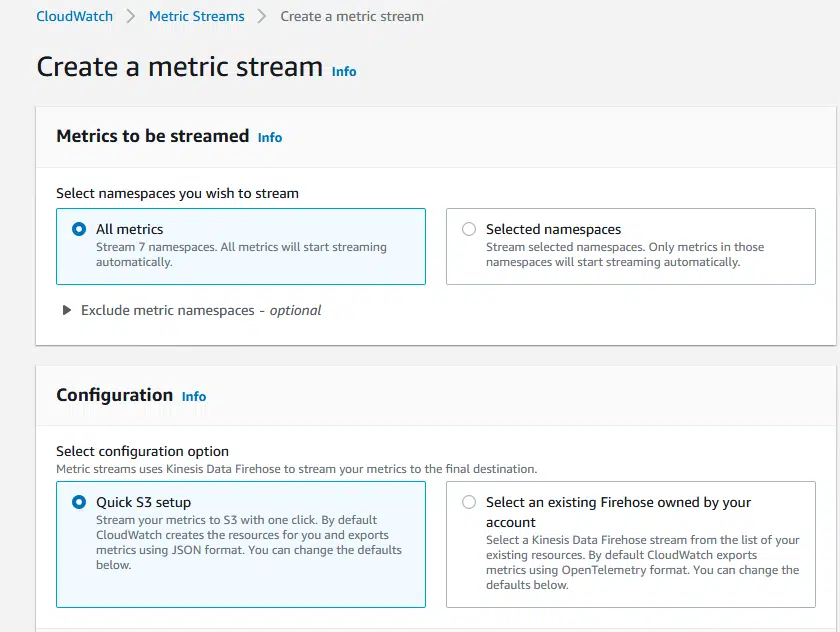 CloudWatch > Metric Streams > Create a metric stream
Create a metric stream Info
Metrics to be streamed Info
Select namespaces you wish to stream
All metrics
Stream 7 namespaces. All metrics will start streaming
automatically.
Selected namespaces
Stream selected namespaces. Only metrics in those
namespaces will start streaming automatically.
Exclude metric namespaces - optional
Configuration Info
Select configuration option
Metric streams uses Kinesis Data Firehose to stream your metrics to the final destination.
Quick S3 setup
Stream your metrics to S3 with one click. By default
CloudWatch creates the resources for you and exports
metrics using JSON format. You can change the defaults
below.
Select an existing Firehose owned by your
account
Select a Kinesis Data Firehose stream from the list of your
existing resources. By default CloudWatch exports
metrics using OpenTelemetry format. You can change the
defaults below.